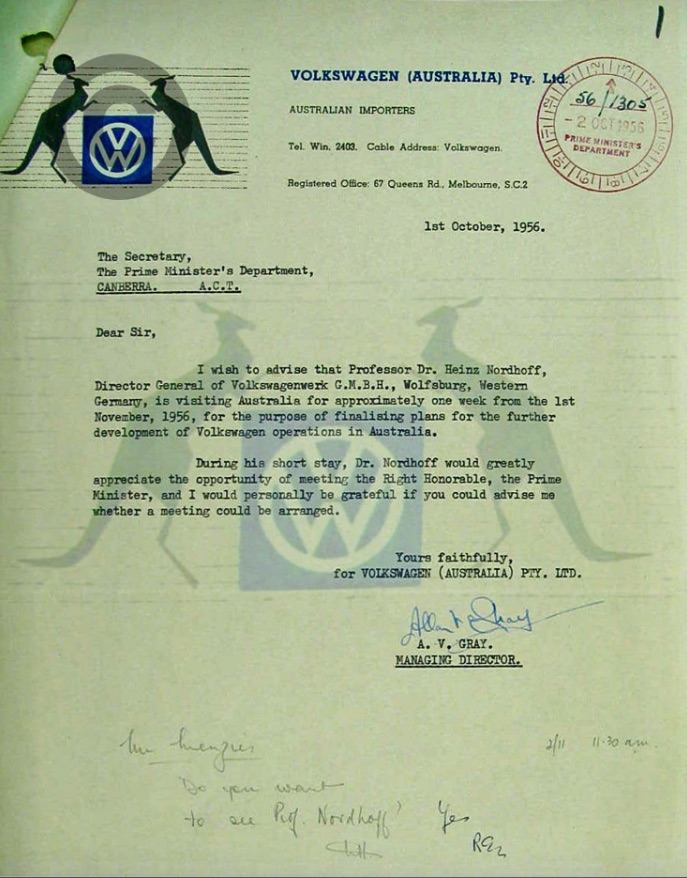 1
VOLKSWAGEN (AUSTRALIA) Pty. Ltd.
AUSTRALIAN IMPORTERS
Tel. Win. 2403. Cable Address: Volkswagen.
Registered Office: 67 Queens Rd., Melbourne, S.C.2
56/1305
- 2 OCT 1956
PRIME MINISTER'S
DEPARTMENT
1st October, 1956.
The Secretary,
The Prime Minister's Department,
CANBERRA. A.C.T.
Dear Sir,
I wish to advise that Professor Dr. Heinz Nordhoff,
Director General of Volkswagenwerk G.M.B.H., Wolfsburg, Western
Germany, is visiting Australia for approximately one week from the 1st
November, 1956, for the purpose of finalising plans for the further
development of Volkswagen operations in Australia.
During his short stay, Dr. Nordhoff would greatly
appreciate the opportunity of meeting the Right Honorable, the Prime
Minister, and I would personally be grateful if you could advise me
whether a meeting could be arranged.
Yours faithfully,
for VOLKSWAGEN (AUSTRALIA) PTY. LTD.
A. V. GRAY.
MANAGING DIRECTOR.
Mr Menzies
2/11 11.30 a.m.
Do you want
to see Prof. Nordhoff? Yes